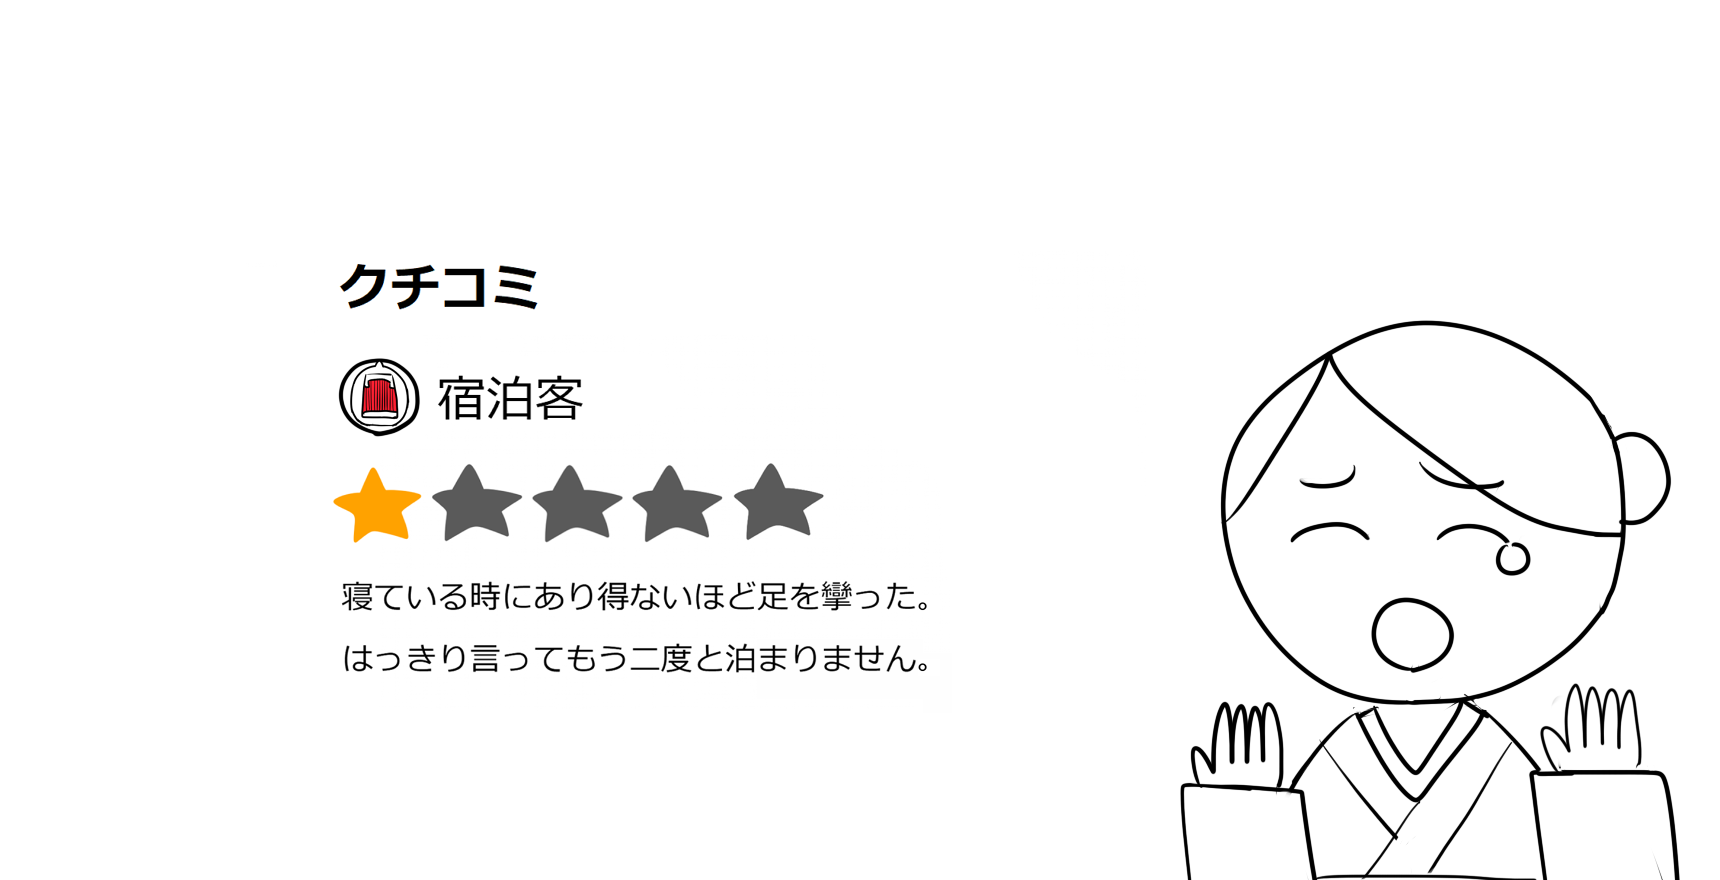 クチコミ
宿泊客
寝ている時にあり得ないほど足を攣った。
はっきり言ってもう二度と泊まりません。